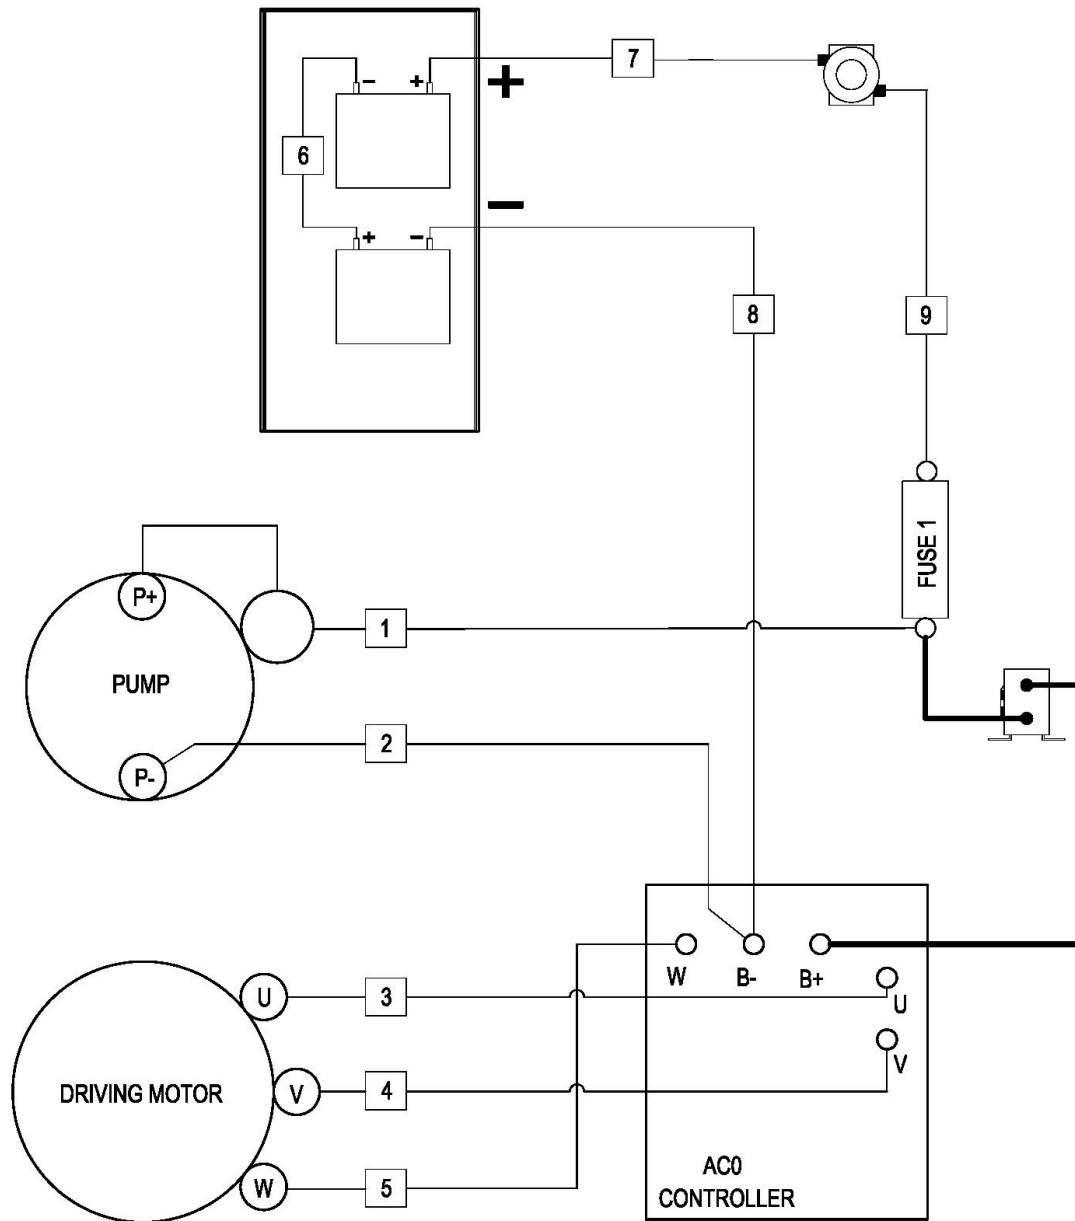 7
- +
+
6
-
+ -
8
9
FUSE 1
P+
1
PUMP
2
P-
W B- B+
U
3
U
V
DRIVING MOTOR
V
4
W
5
AC0
CONTROLLER